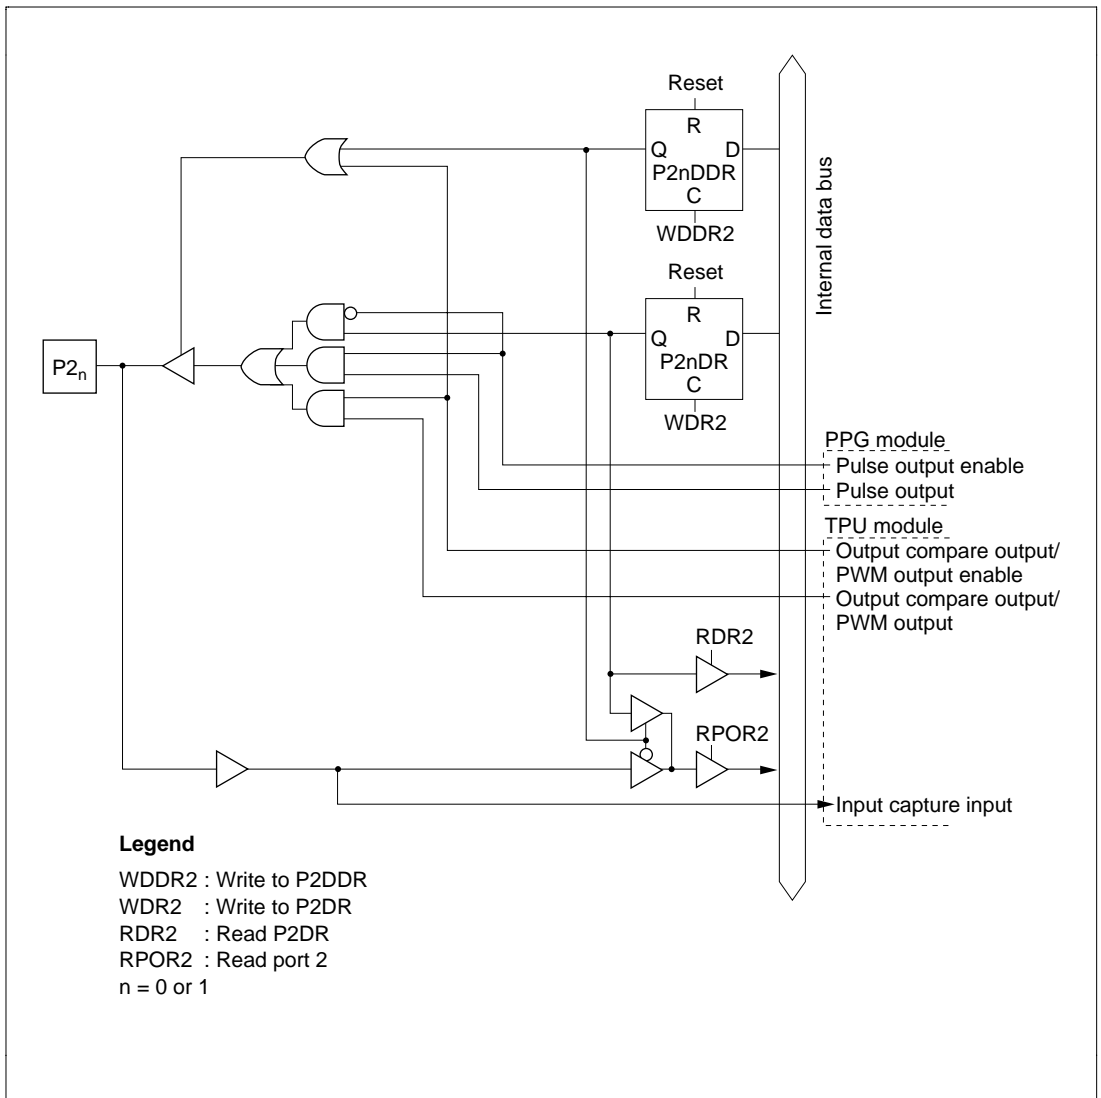 Reset
R
Q D
P2nDDR
C
WDDR2
Internal data bus
Reset
R
Q D
P2nDR
C
WDR2
P2n
PPG module
Pulse output enable
Pulse output
TPU module
Output compare output/
PWM output enable
Output compare output/
PWM output
RDR2
RPOR2
Input capture input
Legend
WDDR2 : Write to P2DDR
WDR2 : Write to P2DR
RDR2 : Read P2DR
RPOR2 : Read port 2
n = 0 or 1